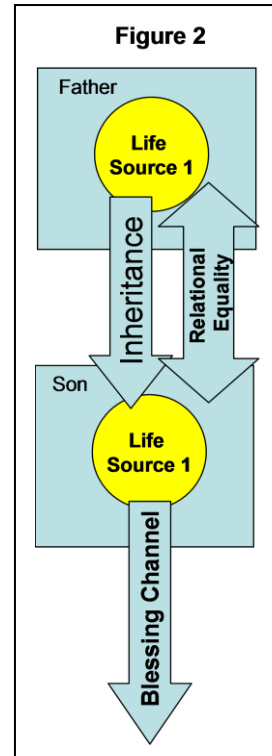 Figure 2
Father
Life
Source 1
Inheritance
Relational
Equality
Son
Life
Source 1
Blessing Channel